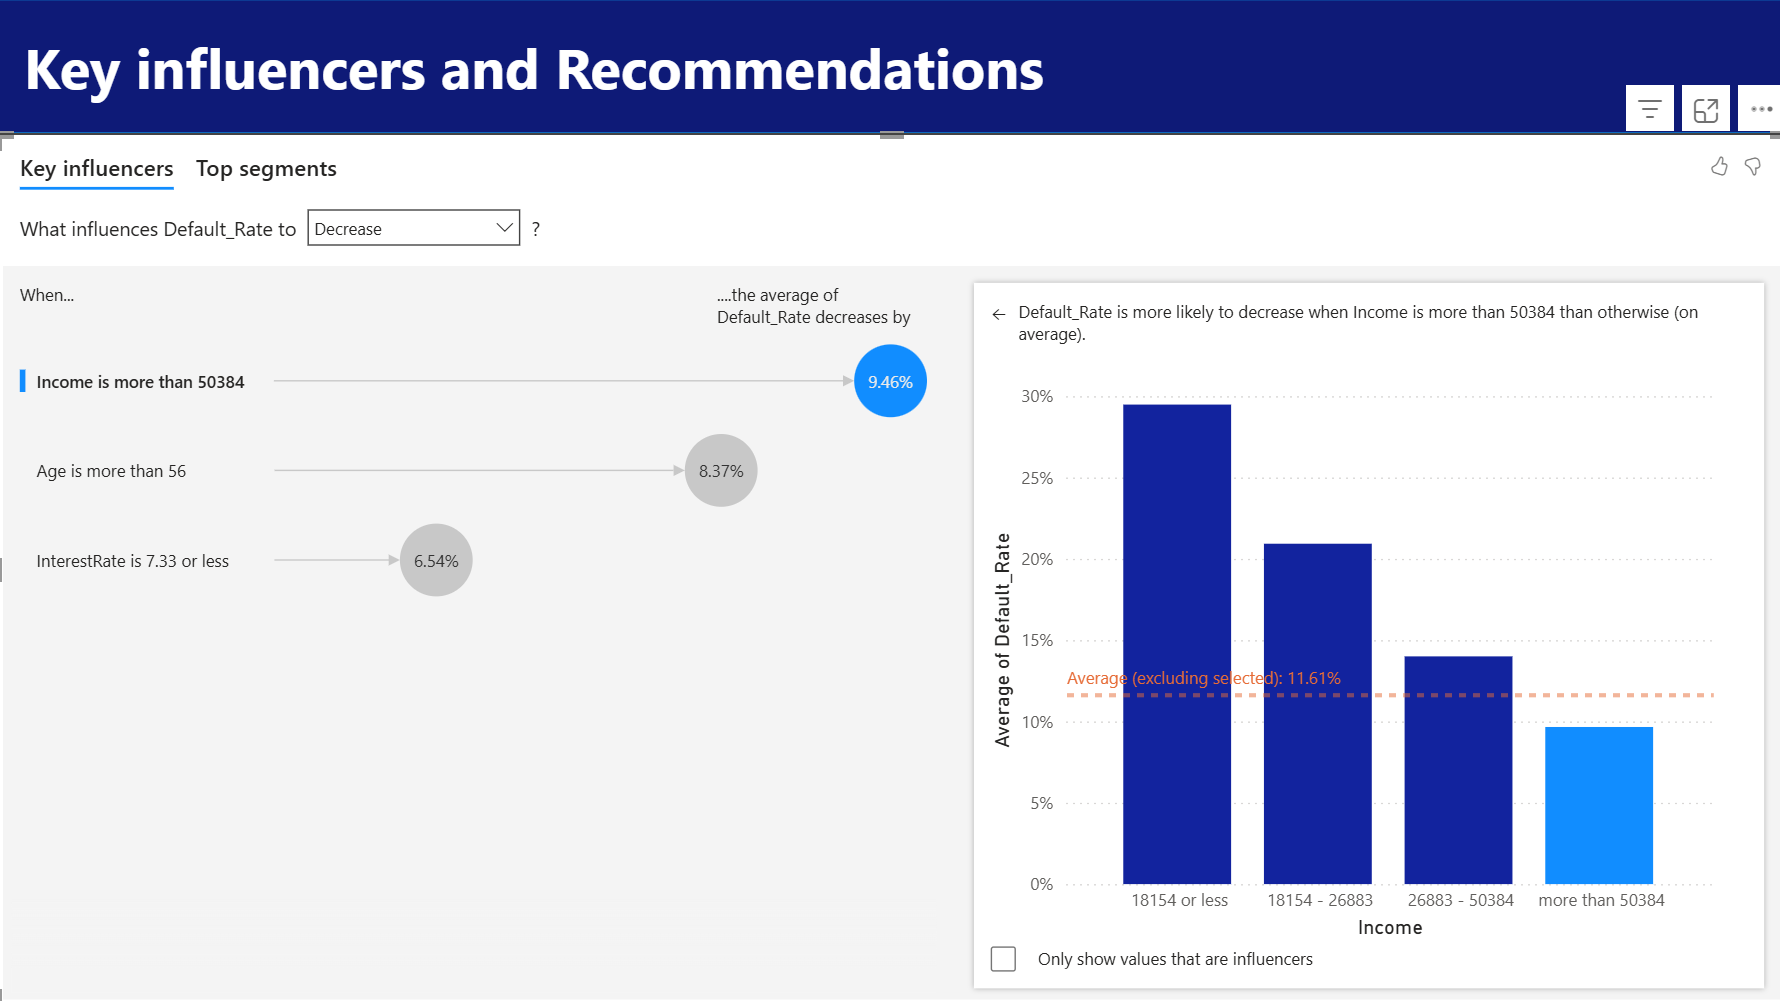 Key influencers and Recommendations
Key influencers
Top segments
What influences Default_Rate to
Decrease
?
When...
....the average of
Default_Rate decreases by
Income is more than 50384
9.46%
Age is more than 56
8.37%
InterestRate is 7.33 or less
6.54%
Default_Rate is more likely to decrease when Income is more than 50384 than otherwise (on
average).
Average of Default_Rate
30%
25%
20%
15%
10%
5%
0%
Average (excluding selected): 11.61%
18154 or less
18154 - 26883
26883 - 50384
more than 50384
Income
Only show values that are influencers